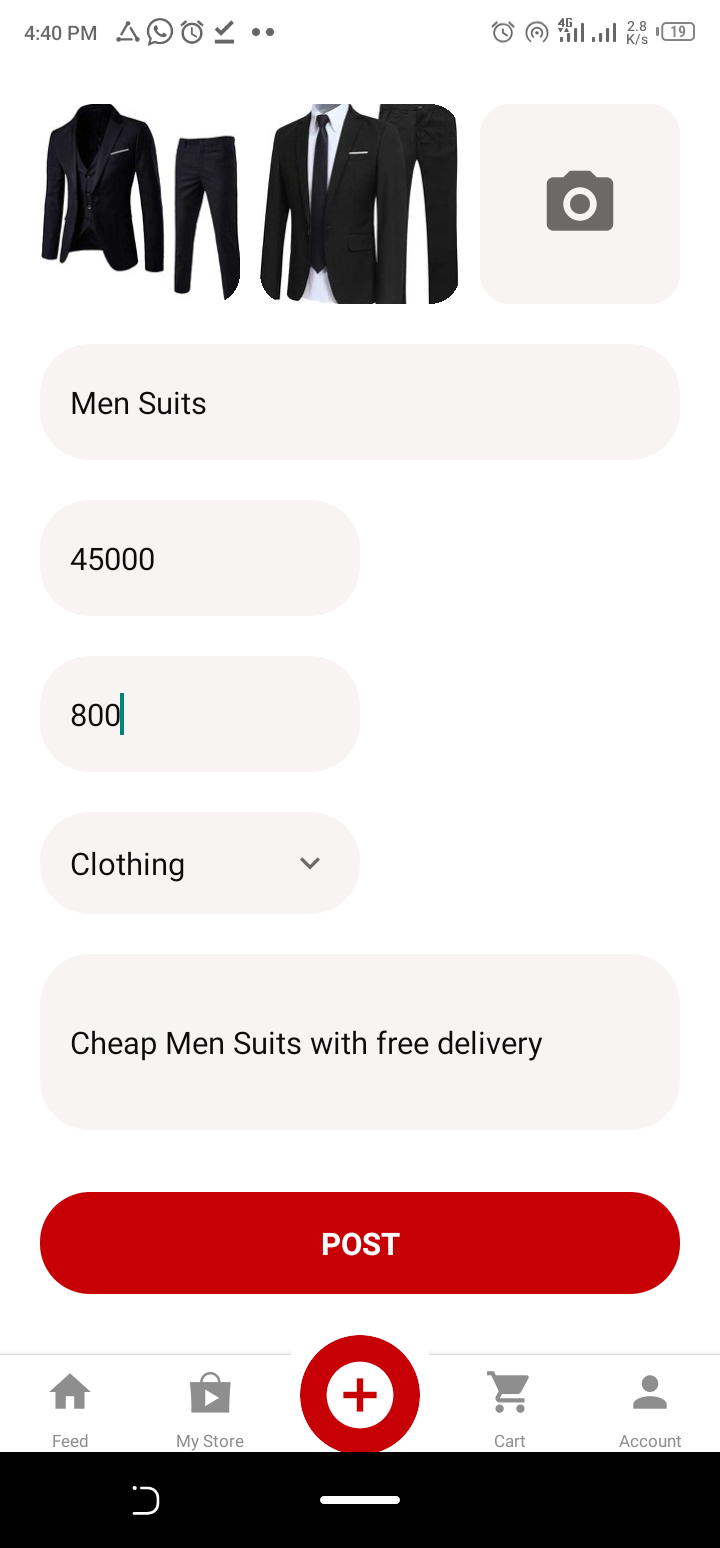 4:40 PM
4G
2.8
K/s
19
Men Suits
45000
800
Clothing
Cheap Men Suits with free delivery
POST
Feed
My Store
Cart
Account